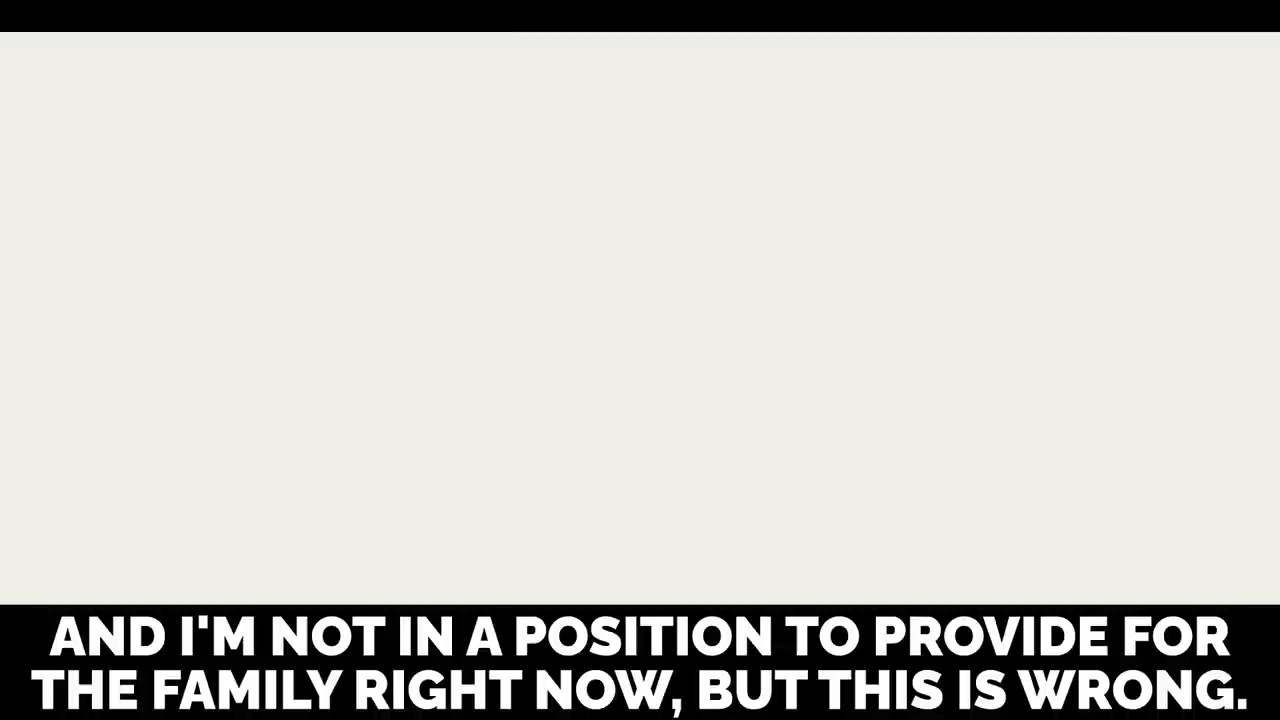 AND I'M NOT IN A POSITION TO PROVIDE FOR
THE FAMILY RIGHT NOW, BUT THIS IS WRONG.